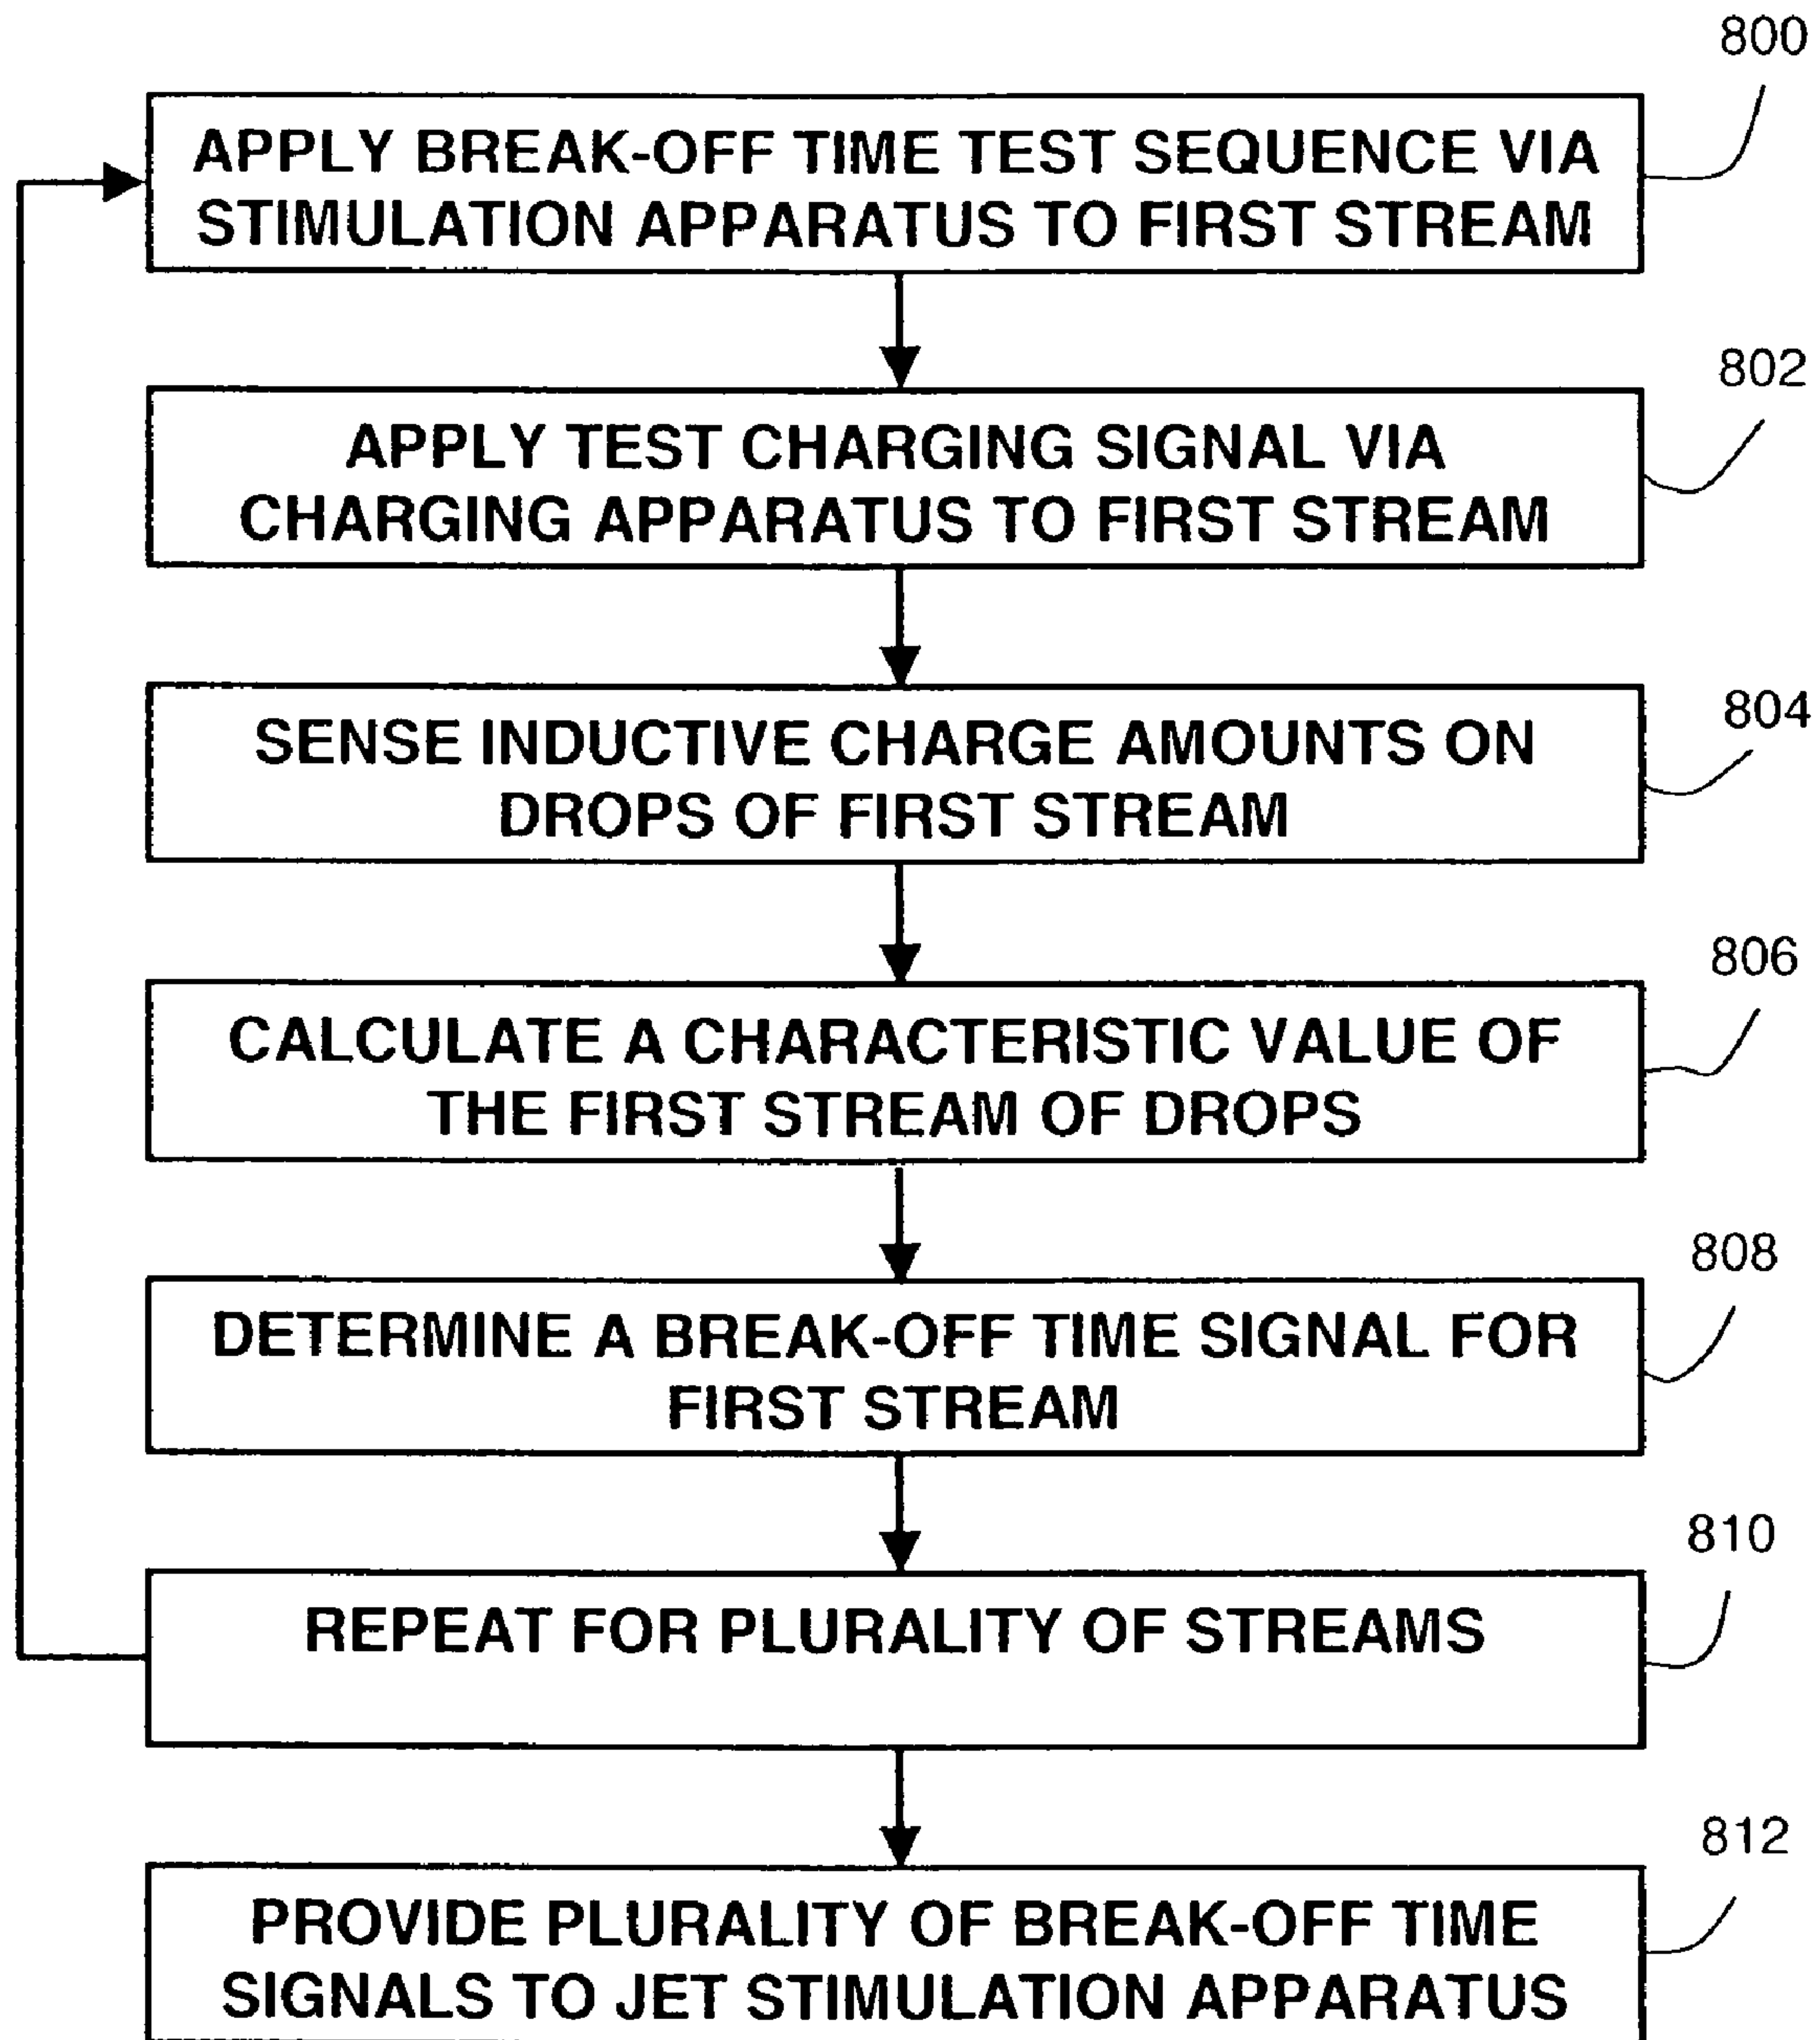 800
APPLY BREAK-OFF TIME TEST SEQUENCE VIA
STIMULATION APPARATUS TO FIRST STREAM
802
APPLY TEST CHARGING SIGNAL VIA
CHARGING APPARATUS TO FIRST STREAM
804
SENSE INDUCTIVE CHARGE AMOUNTS ON
DROPS OF FIRST STREAM
806
CALCULATE A CHARACTERISTIC VALUE OF
THE FIRST STREAM OF DROPS
808
DETERMINE A BREAK-OFF TIME SIGNAL FOR
FIRST STREAM
810
REPEAT FOR PLURALITY OF STREAMS
812
PROVIDE PLURALITY OF BREAK-OFF TIME
SIGNALS TO JET STIMULATION APPARATUS